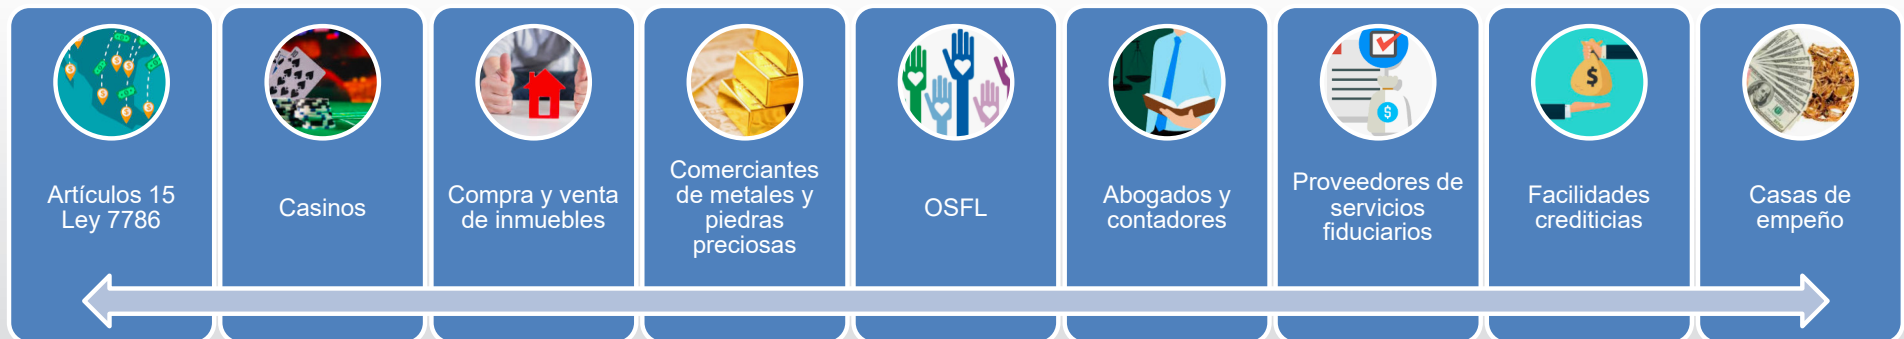 Artículos 15
Ley 7786
Casinos
Compra y venta
de inmuebles
Comerciantes
de metales y
piedras
preciosas
OSFL
Abogados y
contadores
Proveedores de
servicios
fiduciarios
Facilidades
crediticias
Casas de
empeño